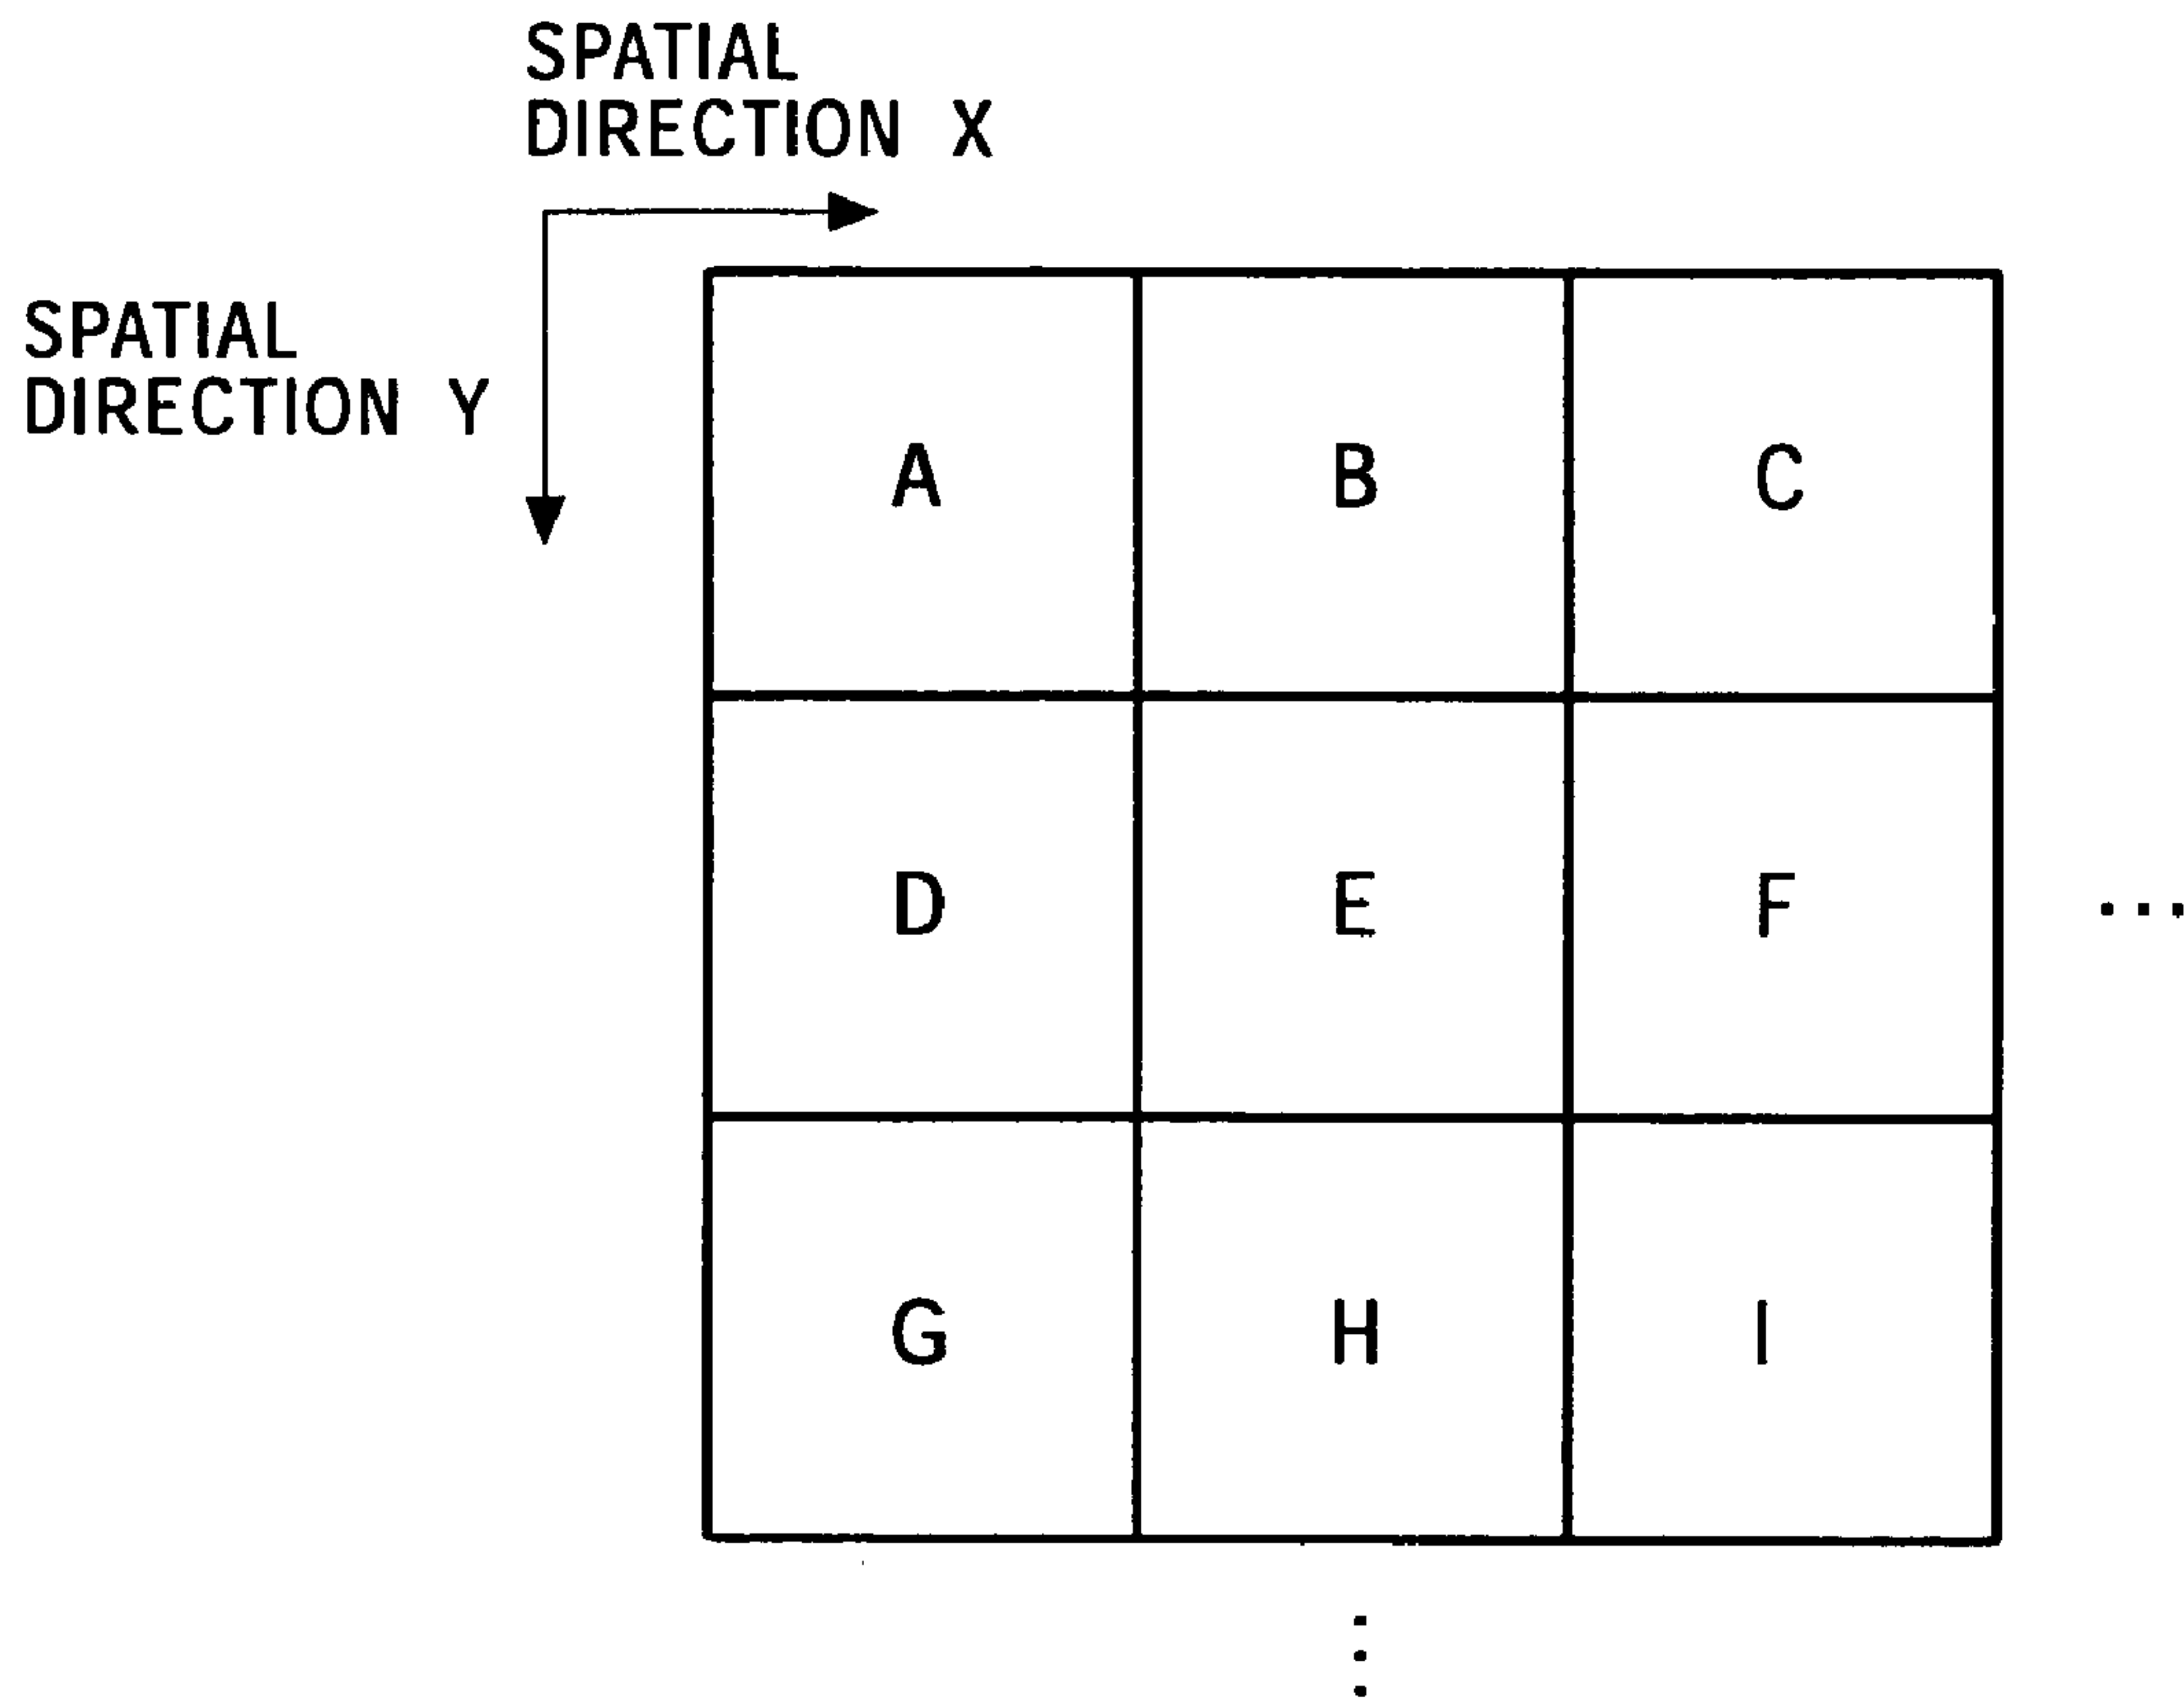 SPATIAL
DIRECTION X
SPATIAL
DIRECTION Y
A B C
D E F
...
G H I